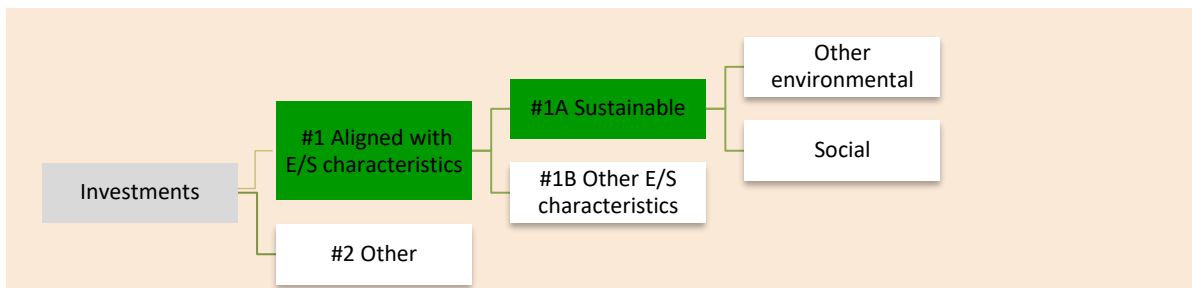 Investments
#1 Aligned with
E/S characteristics
#2 Other
#1A Sustainable
#1B Other E/S
characteristics
Other
environmental
Social